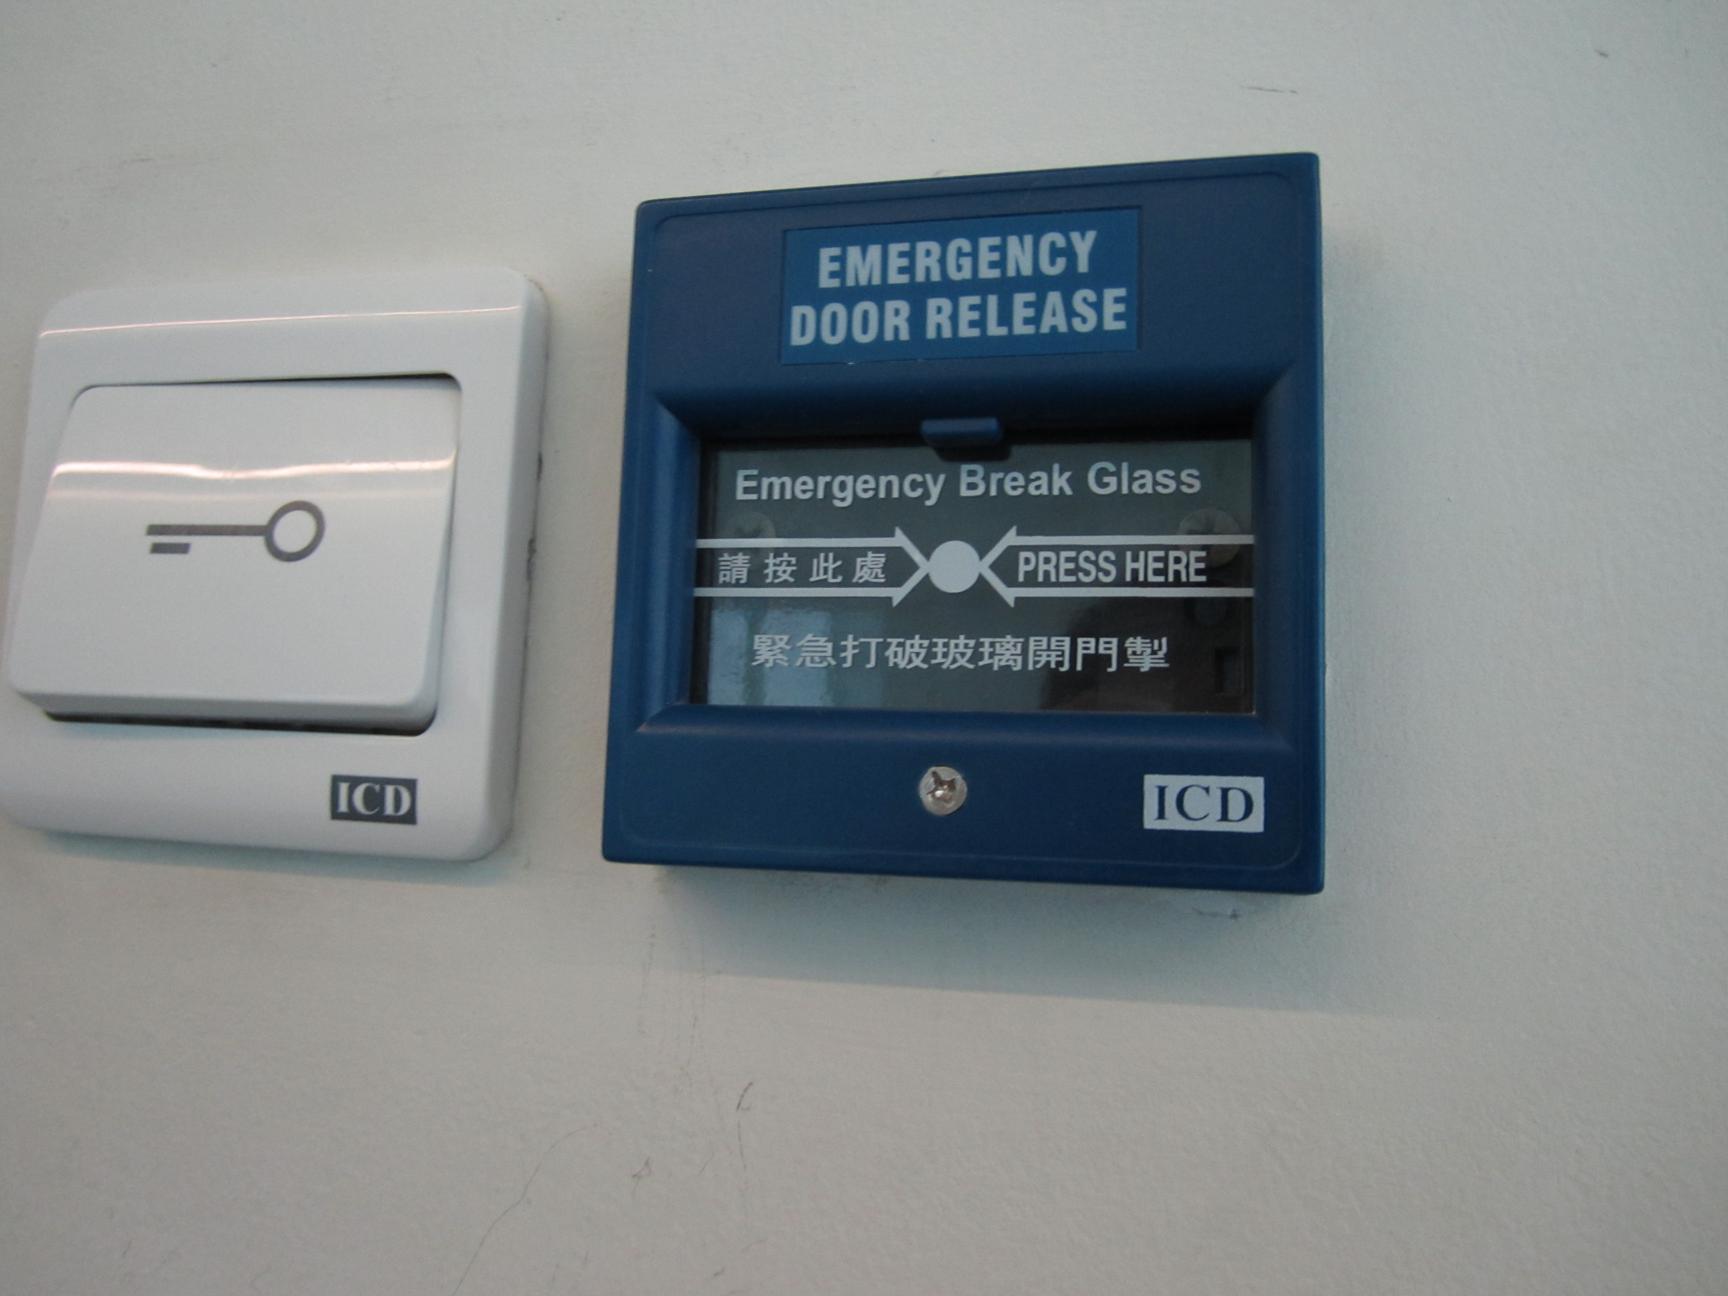 EMERGENCY
DOOR RELEASE
Emergency Break Glass
請按此處 PRESS HERE
緊急打破玻璃開門掣
ICD
ICD